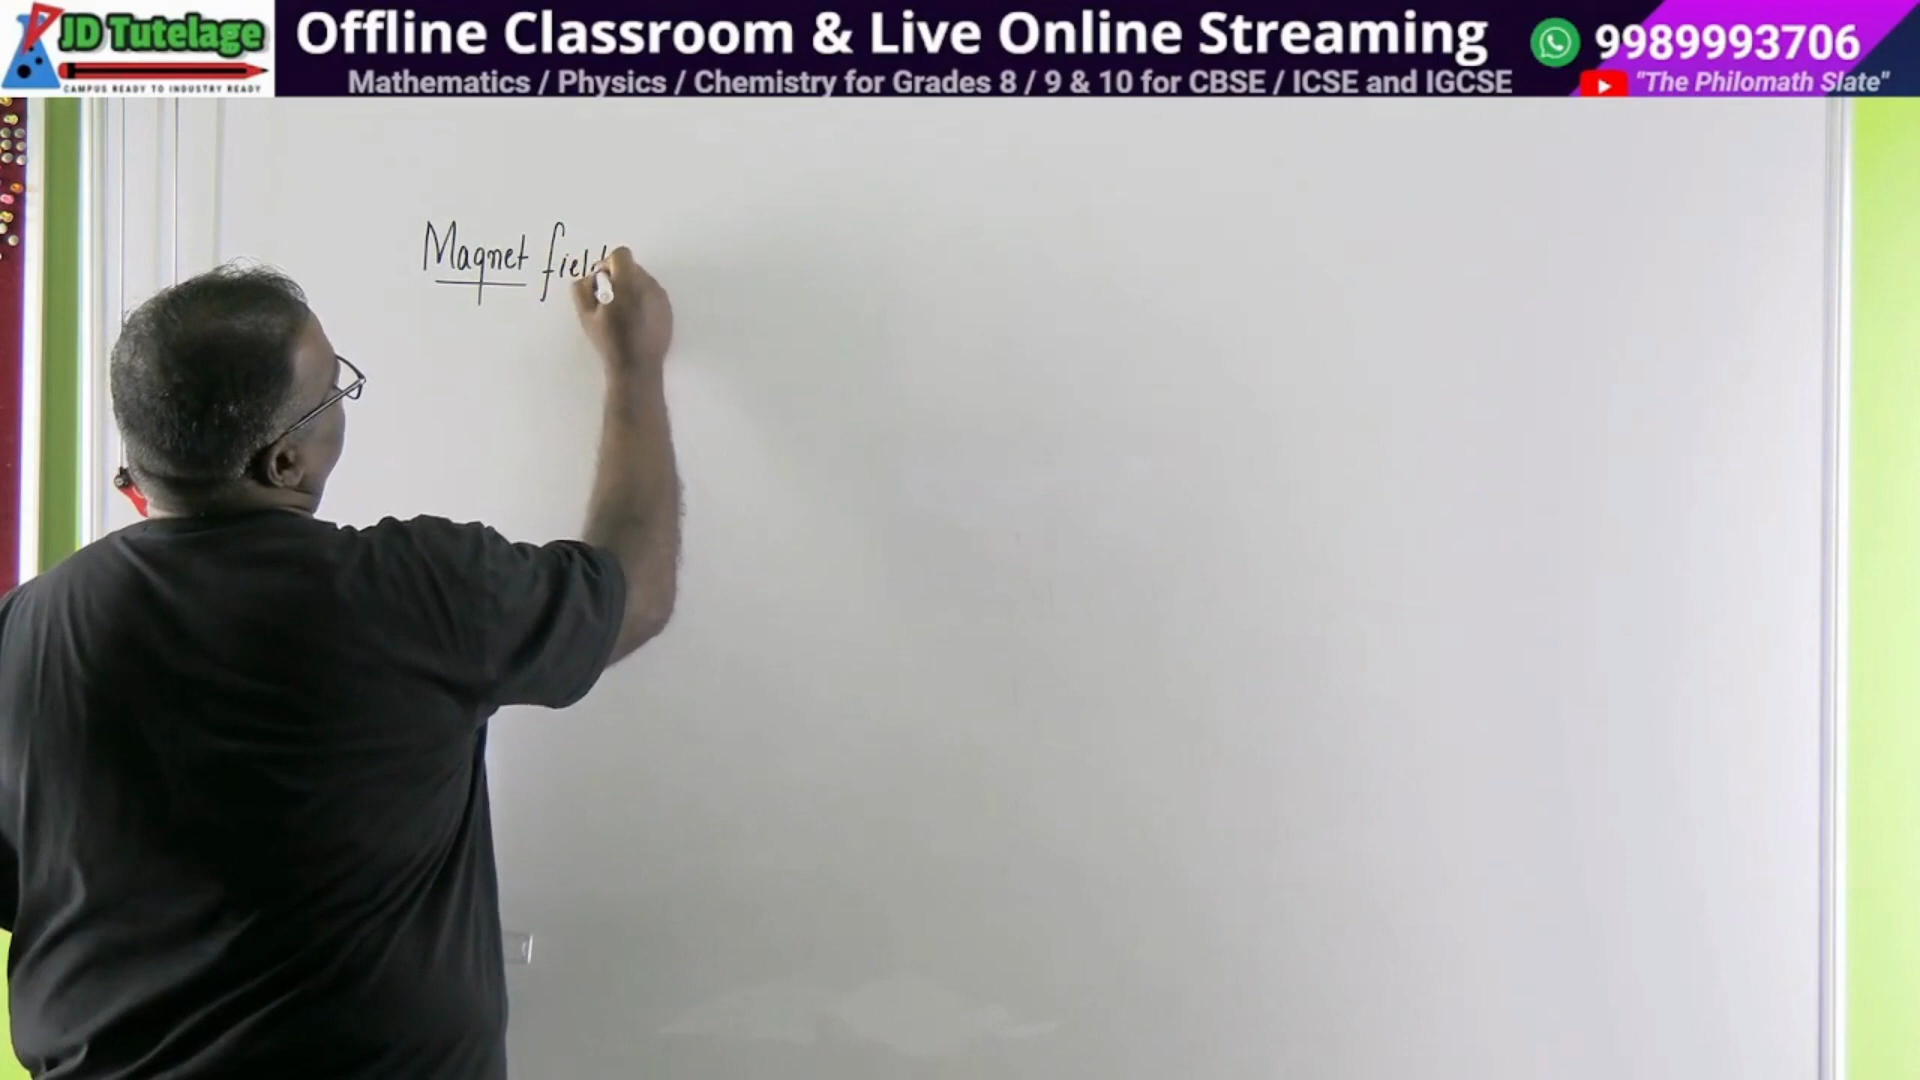 JD Tutelage
CAMPUS READY TO INDUSTRY READY
Offline Classroom & Live Online Streaming
Mathematics / Physics / Chemistry for Grades 8 / 9 & 10 for CBSE / ICSE and IGCSE
9989993706
"The Philomath Slate"
Magnet field